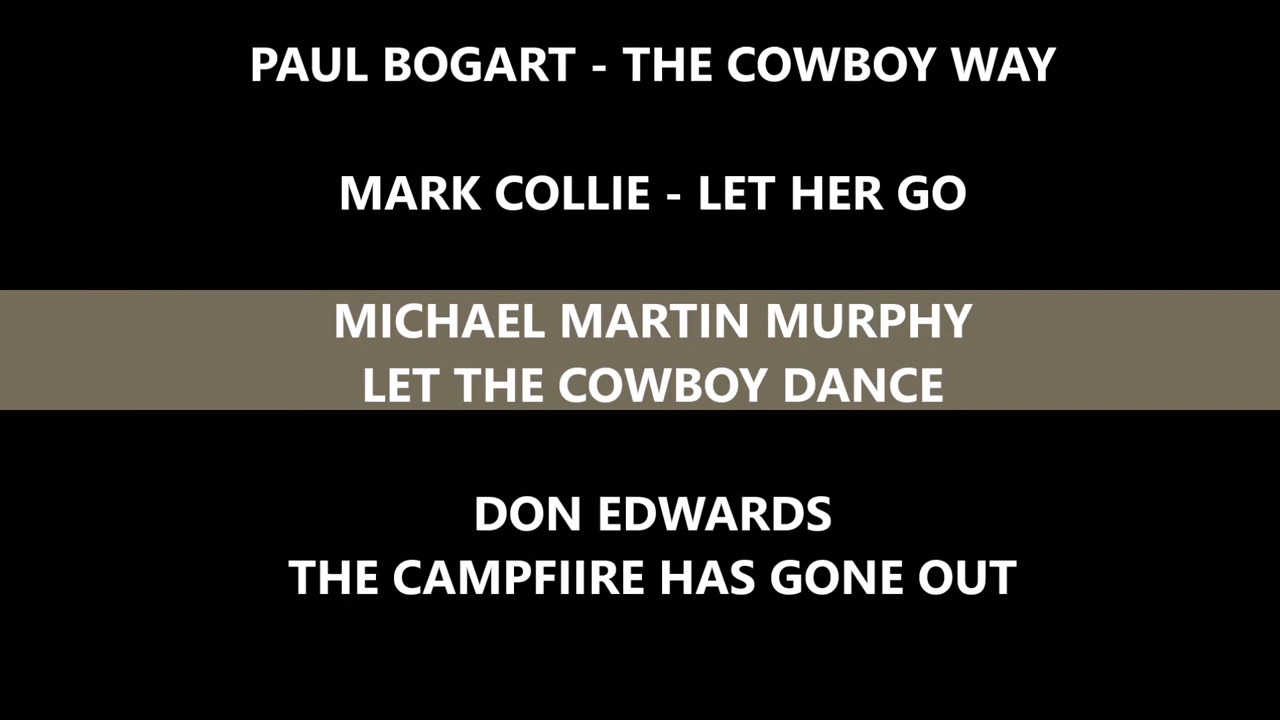 PAUL BOGART - THE COWBOY WAY
MARK COLLIE - LET HER GO
MICHAEL MARTIN MURPHY
LET THE COWBOY DANCE
DON EDWARDS
THE CAMPFIIRE HAS GONE OUT